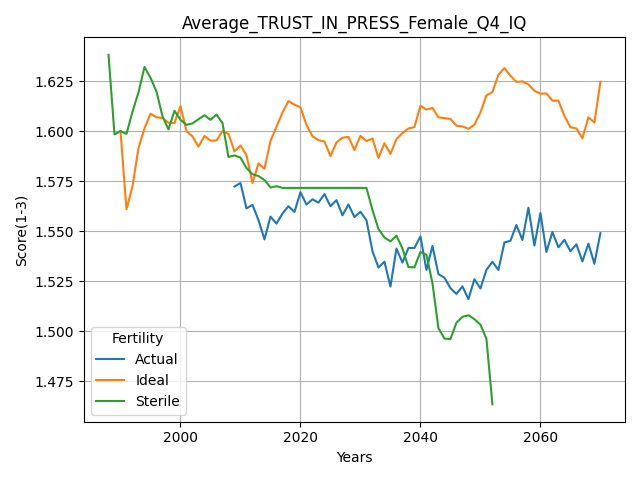 Average_TRUST_IN_PRESS_Female_Q4_IQ
Score(1-3)
1.625
1.600
1.575
1.550
1.525
1.500
1.475
Fertility
Actual
Ideal
Sterile
2000
2020
2040
2060
Years